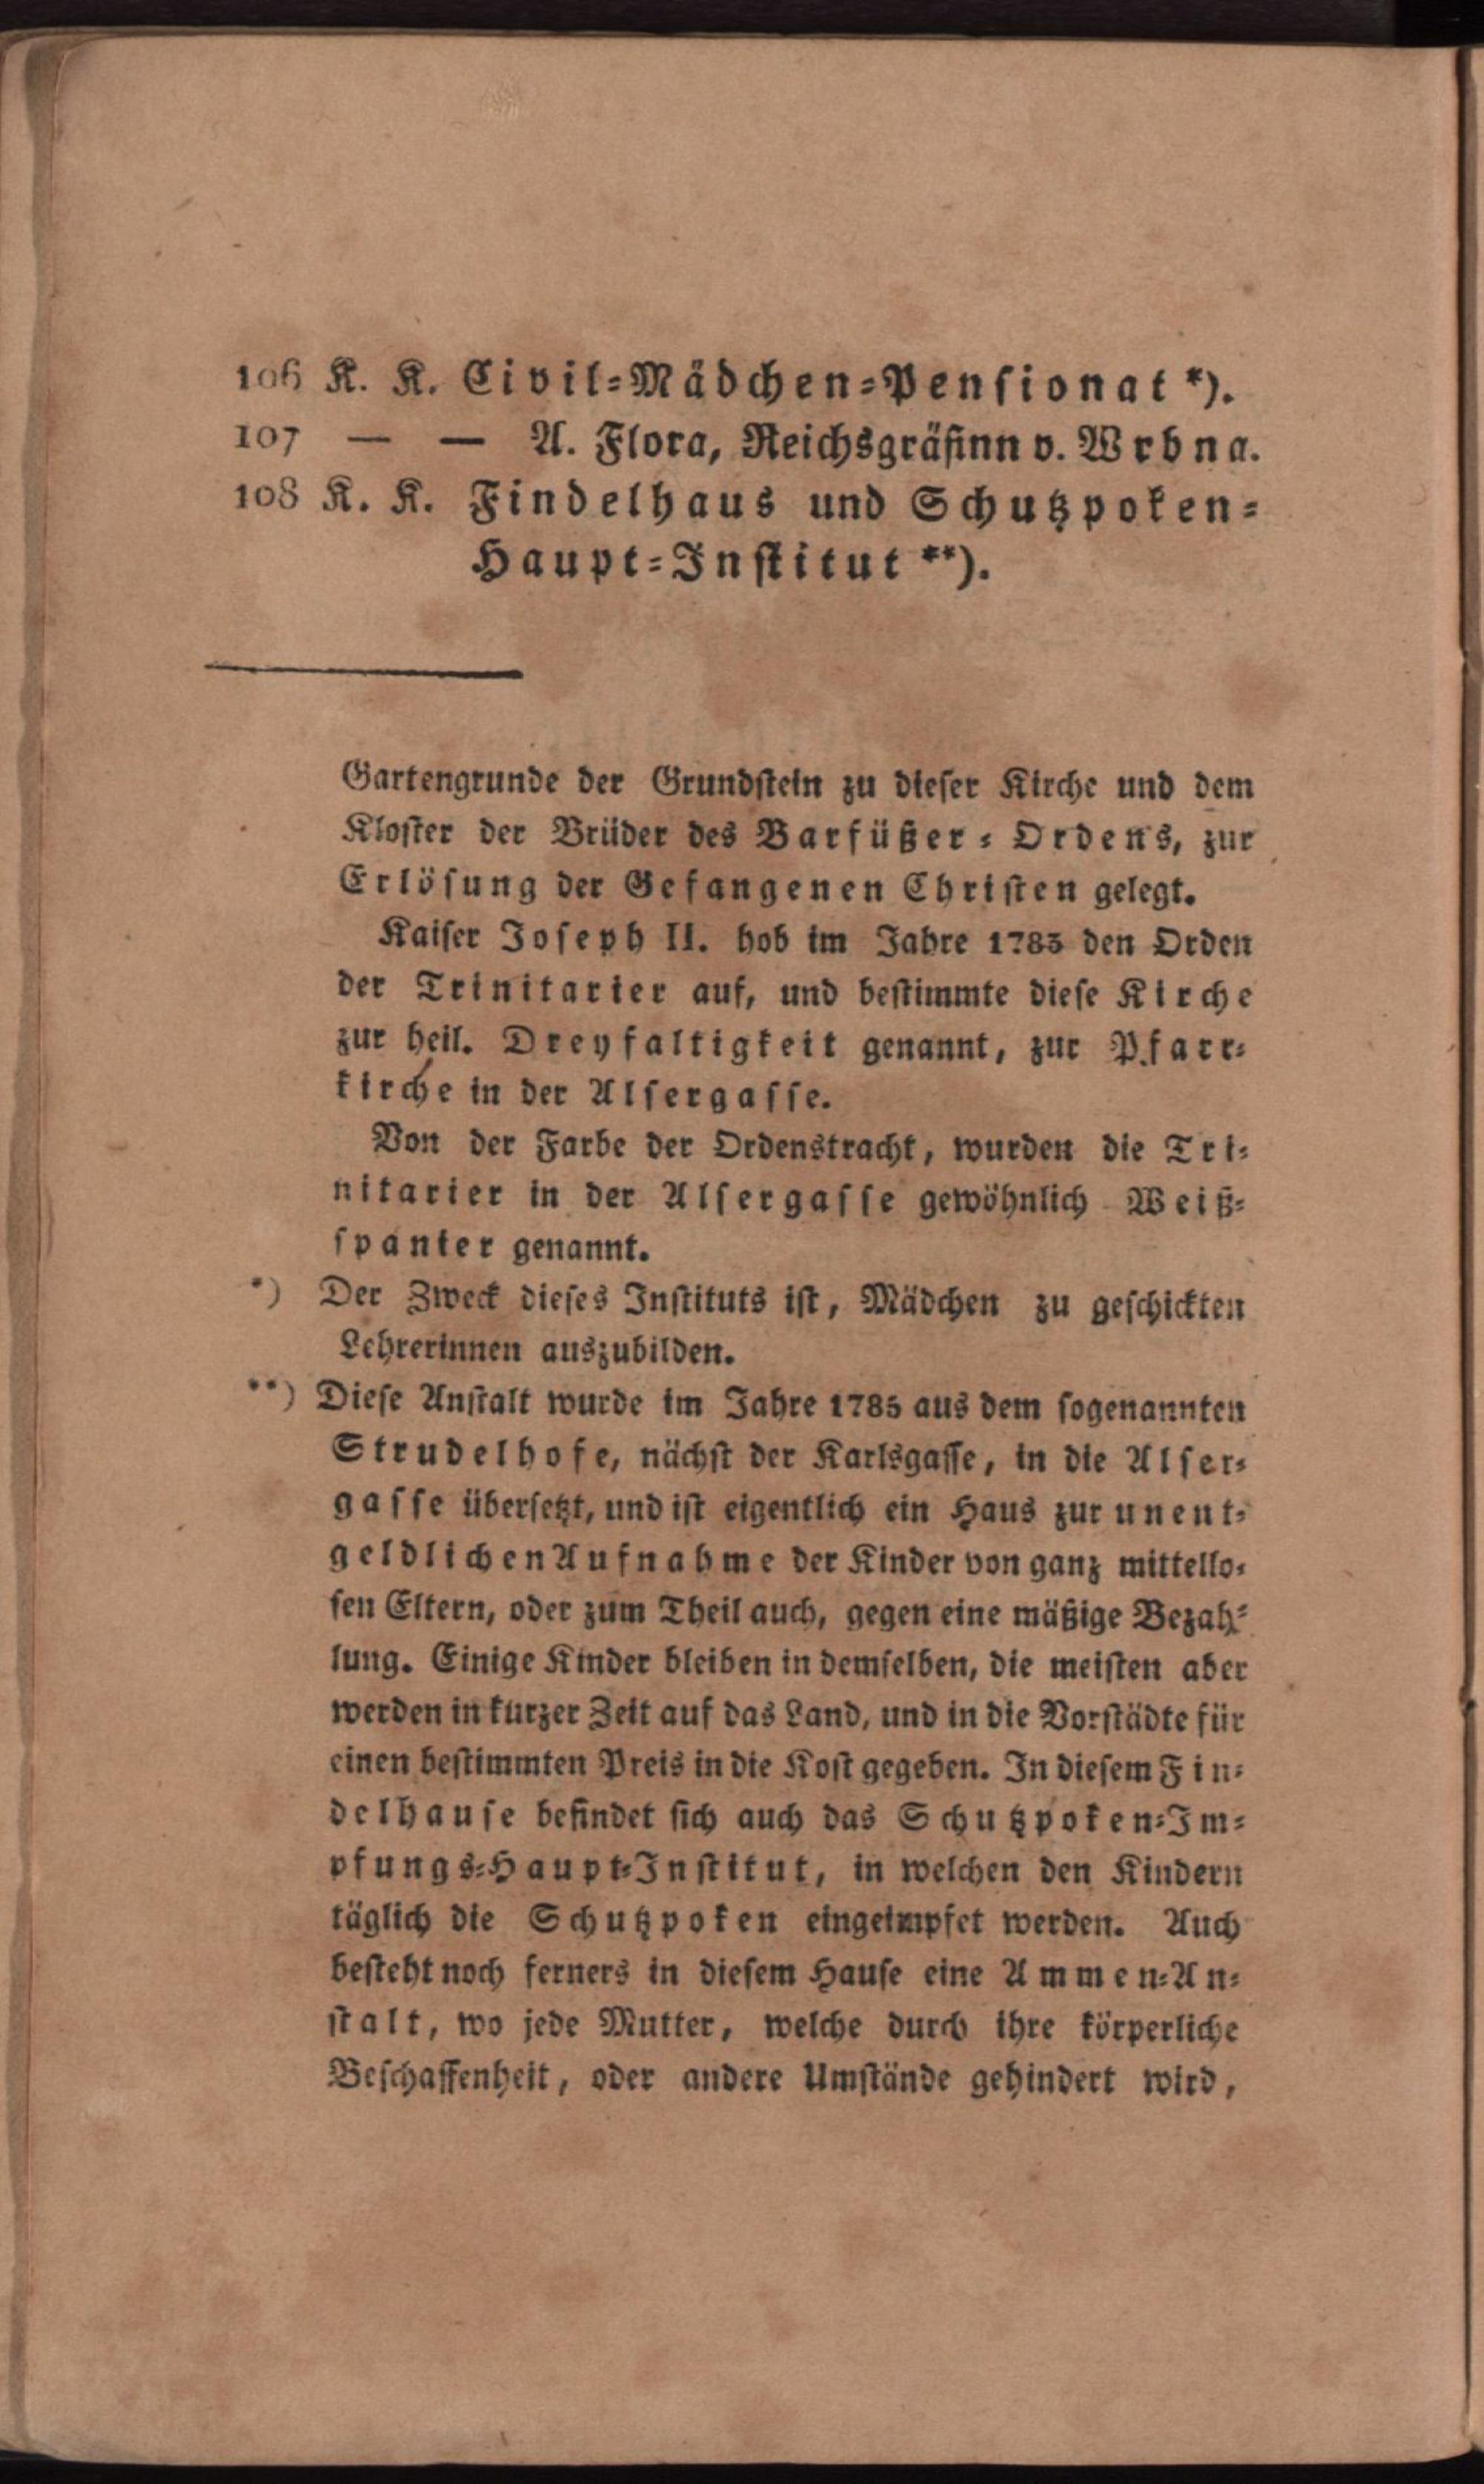 106 K. K. Civil-Mädchen-Pensionat *).
107 — — A. Flora, Reichsgräfinn v. Wrbna.
108 K. K. Findelhaus und Schutzpoken-
Haupt-Institut **).
Gartengrunde der Grundstein zu dieser Kirche und dem
Kloster der Brüder des Barfüßer-Ordens, zur
Erlösung der Gefangenen Christen gelegt.
Kaiser Joseph II. hob im Jahre 1783 den Orden
der Trinitarier auf, und bestimmte diese Kirche
zur heil. Dreyfaltigkeit genannt, zur Pfarr-
kirche in der Alsergasse.
Von der Farbe der Ordenstracht, wurden die Tri-
nitarier in der Alsergasse gewöhnlich Weiß-
spanier genannt.
*) Der Zweck dieses Instituts ist, Mädchen zu geschickten
Lehrerinnen auszubilden.
**) Diese Anstalt wurde im Jahre 1785 aus dem sogenannten
Strudelhofe, nächst der Karlsgasse, in die Alser-
gasse übersetzt, und ist eigentlich ein Haus zur unent-
geldlichen Aufnahme der Kinder von ganz mittello-
sen Eltern, oder zum Theil auch, gegen eine mäßige Bezah-
lung. Einige Kinder bleiben in demselben, die meisten aber
werden in kurzer Zeit auf das Land, und in die Vorstädte für
einen bestimmten Preis in die Kost gegeben. In diesem Fin-
delhause befindet sich auch das Schutzpoken-Im-
pfungs-Haupt-Institut, in welchen den Kindern
täglich die Schutzpoken eingeimpfet werden. Auch
besteht noch ferners in diesem Hause eine Ammen-An-
stalt, wo jede Mutter, welche durch ihre körperliche
Beschaffenheit, oder andere Umstände gehindert wird,